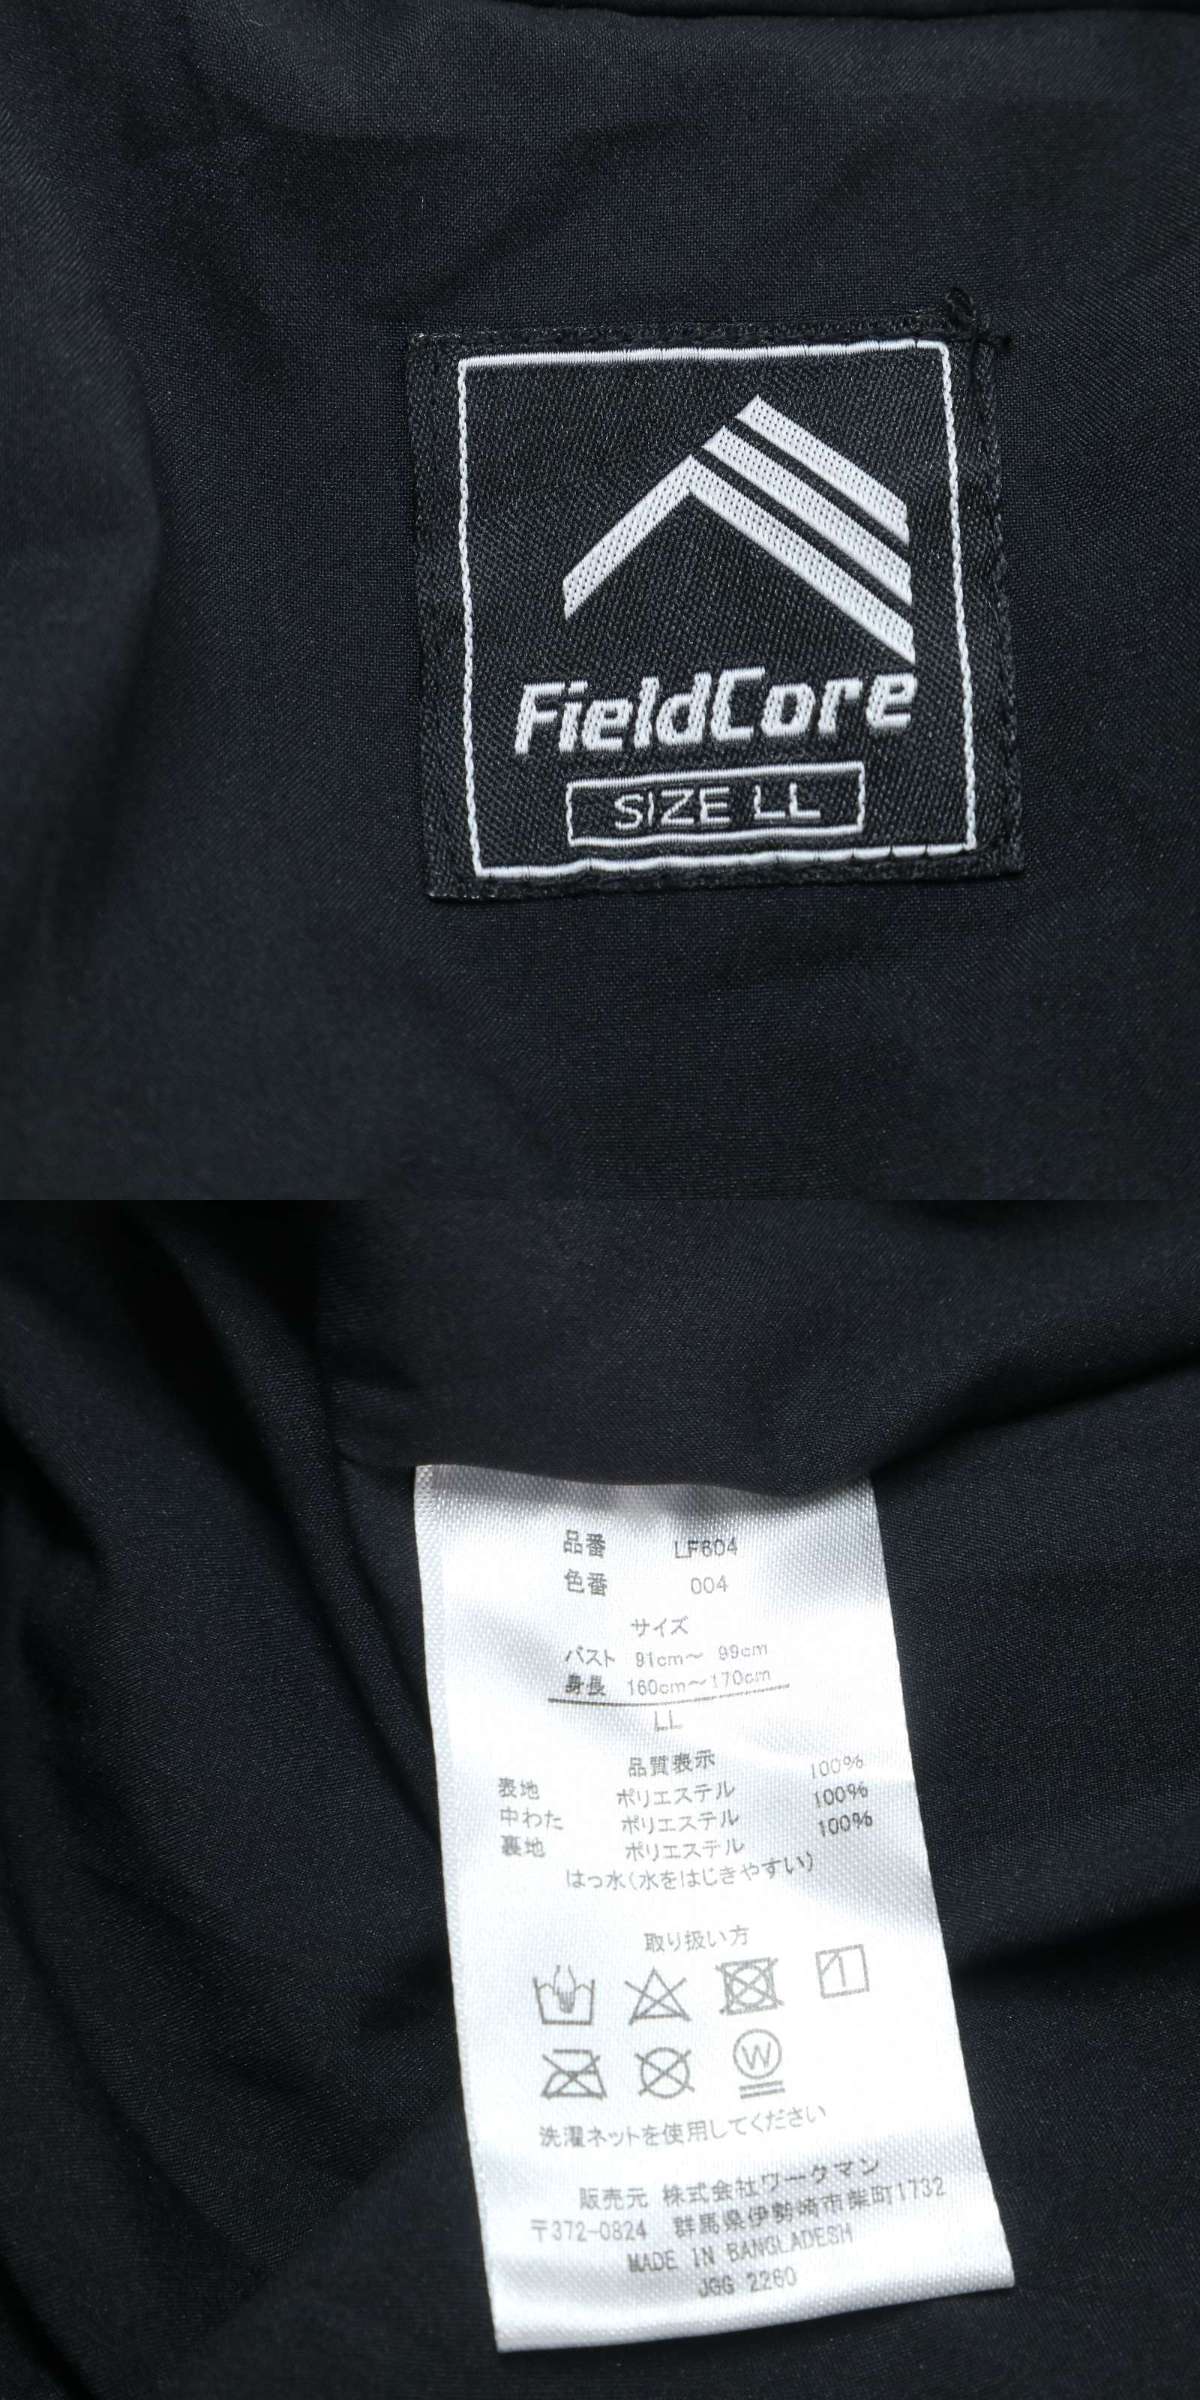 FieldCore
SIZE LL
品番 LF604
色番 004
サイズ
バスト 91cm～ 99cm
身長 160cm～170cm
LL
品質表示
表地 ポリエステル 100%
中わた ポリエステル 100%
裏地 ポリエステル 100%
はっ水(水をはじきやすい)
取り扱い方
W
洗濯ネットを使用してください
販売元 株式会社ワークマン
〒372-0824 群馬県伊勢崎市柴町1732
MADE IN BANGLADESH
JGG 2260